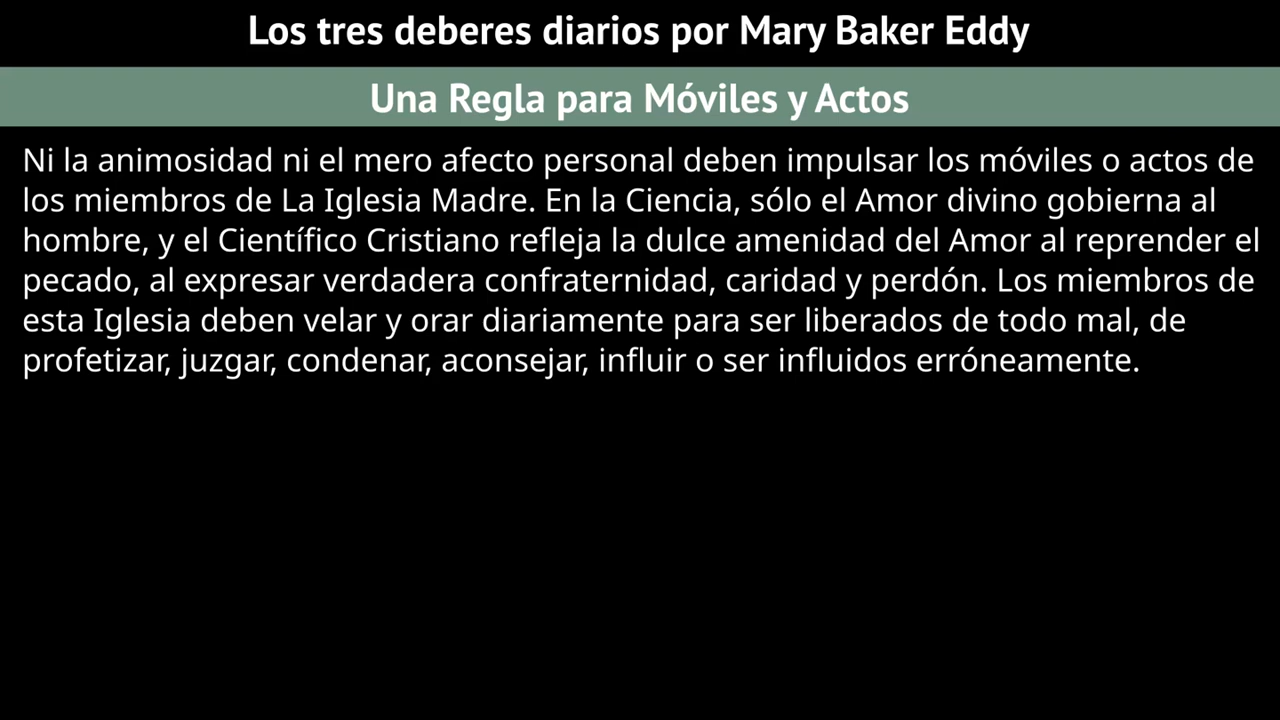 Los tres deberes diarios por Mary Baker Eddy
Una Regla para Móviles y Actos
Ni la animosidad ni el mero afecto personal deben impulsar los móviles o actos de
los miembros de La Iglesia Madre. En la Ciencia, sólo el Amor divino gobierna al
hombre, y el Científico Cristiano refleja la dulce amenidad del Amor al reprender el
pecado, al expresar verdadera confraternidad, caridad y perdón. Los miembros de
esta Iglesia deben velar y orar diariamente para ser liberados de todo mal, de
profetizar, juzgar, condenar, aconsejar, influir o ser influidos erróneamente.